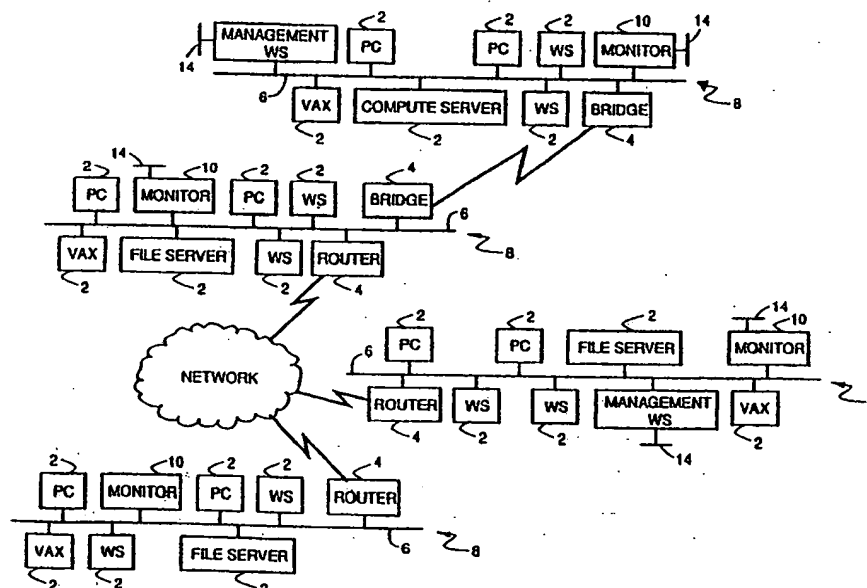 2 2 2 10 14
MANAGEMENT WS PC PC WS MONITOR
14
6 8
VAX COMPUTE SERVER WS BRIDGE
2 2 2 4
2 14 10 2 2 4
PC MONITOR PC WS BRIDGE
6
8
VAX FILE SERVER WS ROUTER
2 2 2 4
2 2 2 14 10
PC PC FILE SERVER MONITOR
6
NETWORK
ROUTER WS WS MANAGEMENT WS VAX
4 2 2 2
14
2 10 2 2 4
PC MONITOR PC WS ROUTER
6 8
VAX WS FILE SERVER
2 2